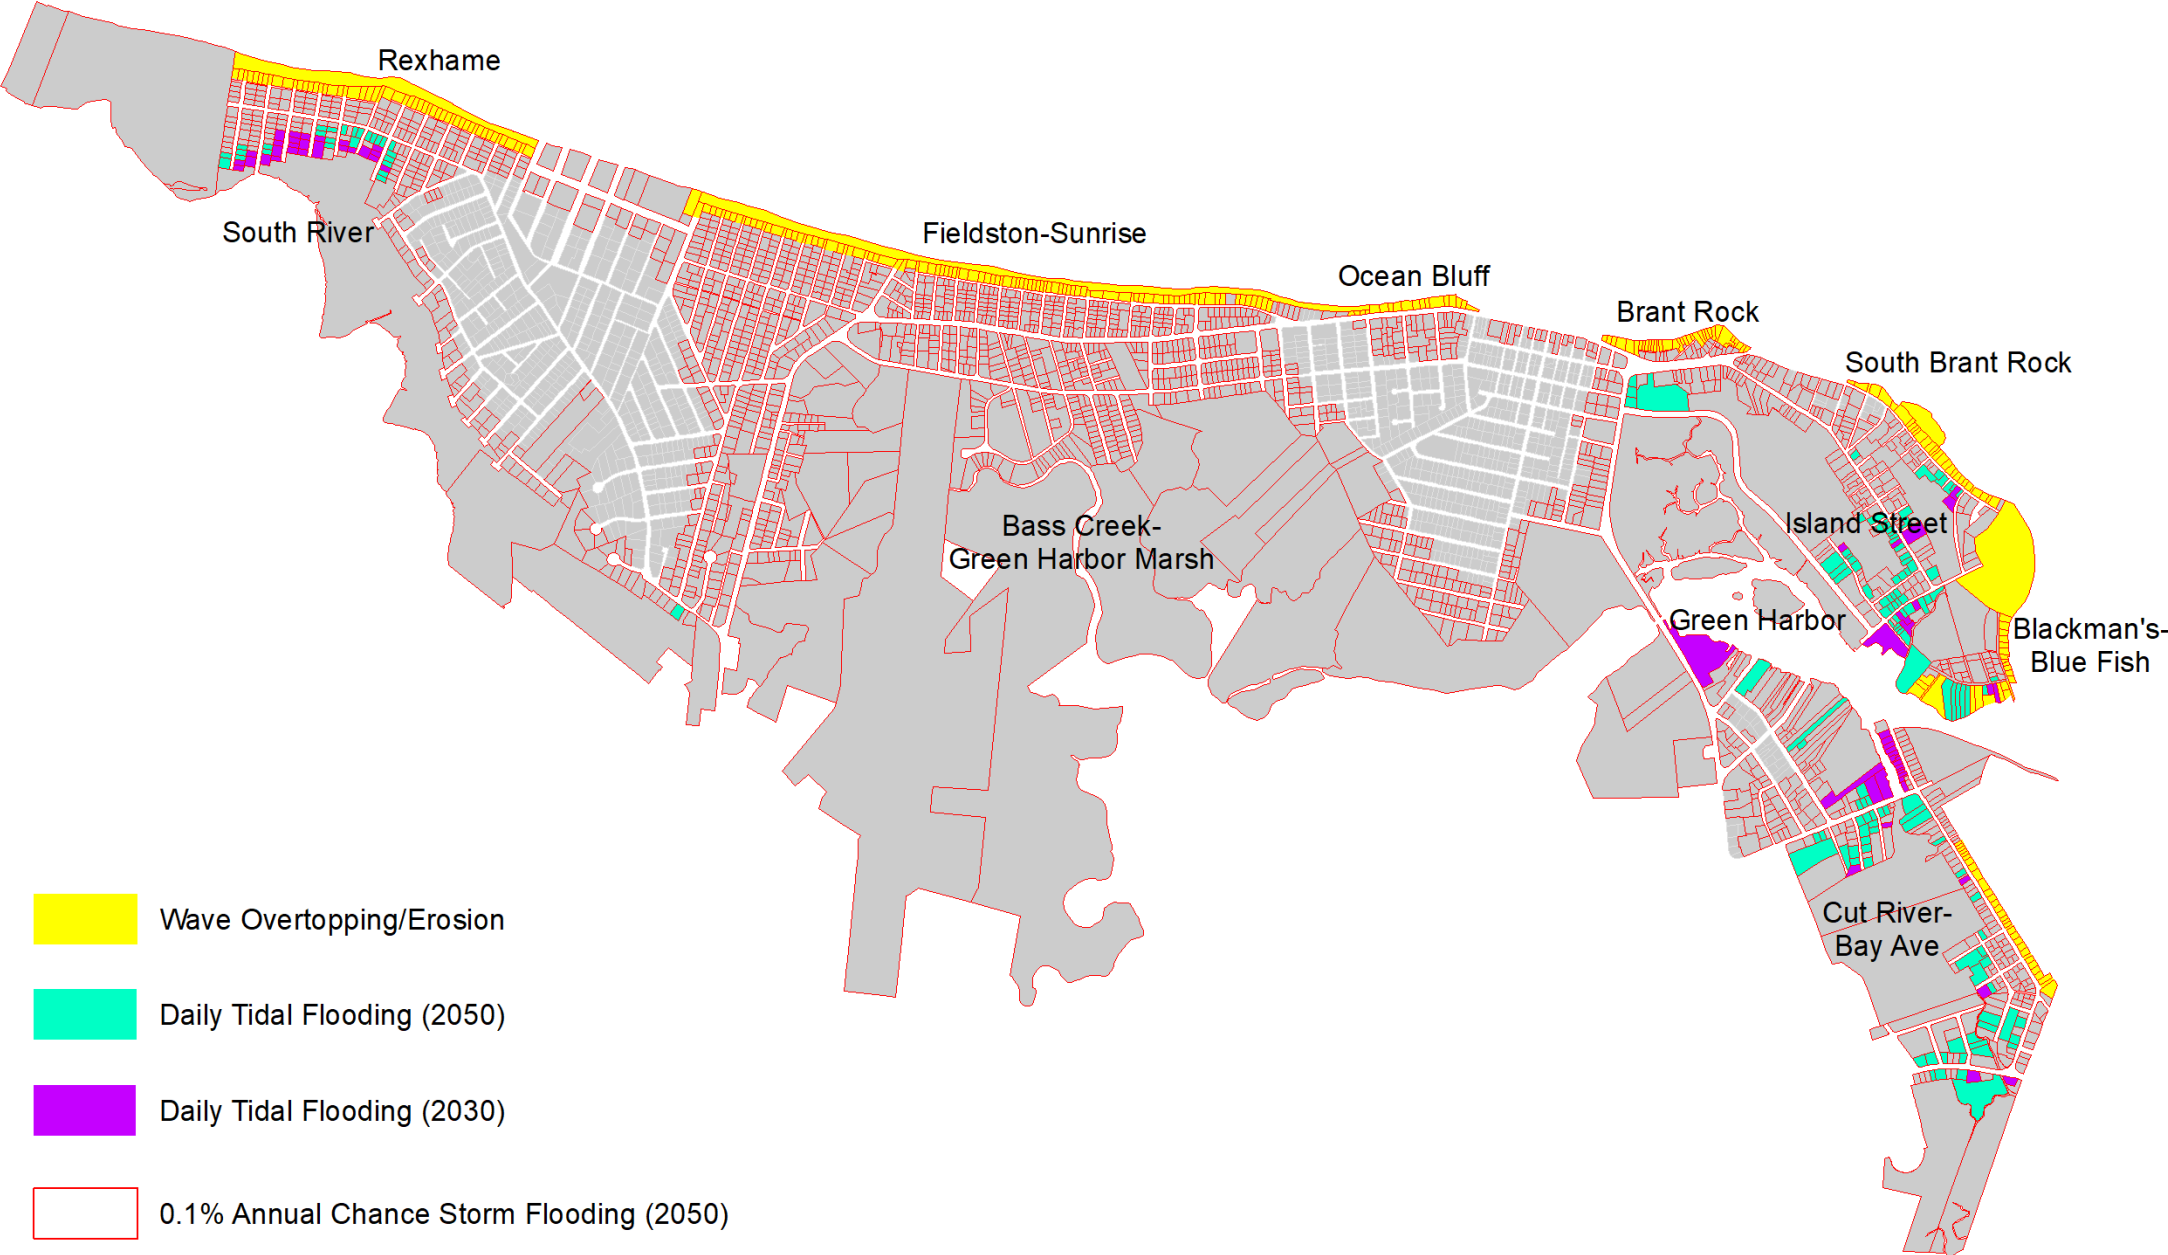 Rexhame
South River
Fieldston-Sunrise
Ocean Bluff
Brant Rock
South Brant Rock
Bass Creek-
Green Harbor Marsh
Island Street
Green Harbor
Blackman's-
Blue Fish
Cut River-
Bay Ave
Wave Overtopping/Erosion
Daily Tidal Flooding (2050)
Daily Tidal Flooding (2030)
0.1% Annual Chance Storm Flooding (2050)